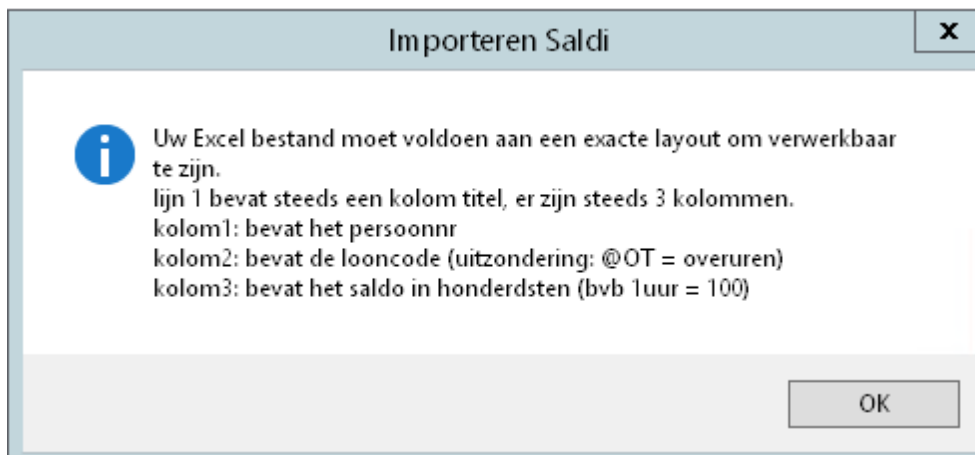 Importeren Saldi
x
Uw Excel bestand moet voldoen aan een exacte layout om verwerkbaar
te zijn.
lijn 1 bevat steeds een kolom titel, er zijn steeds 3 kolommen.
kolom1: bevat het persoonnr
kolom2: bevat de looncode (uitzondering: @OT = overuren)
kolom3: bevat het saldo in honderdsten (bvb 1uur = 100)
OK